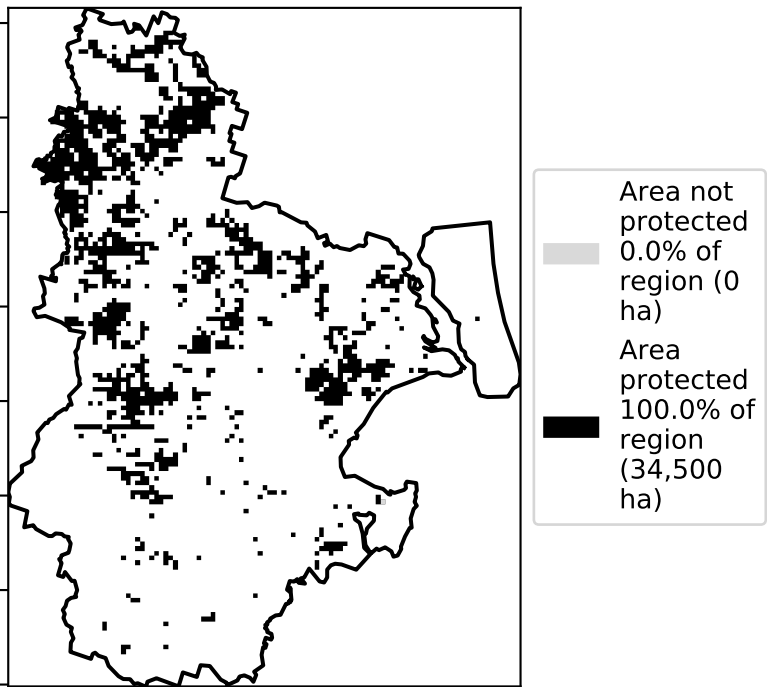 Area not
protected
0.0% of
region (0
ha)
Area
protected
100.0% of
region
(34,500
ha)